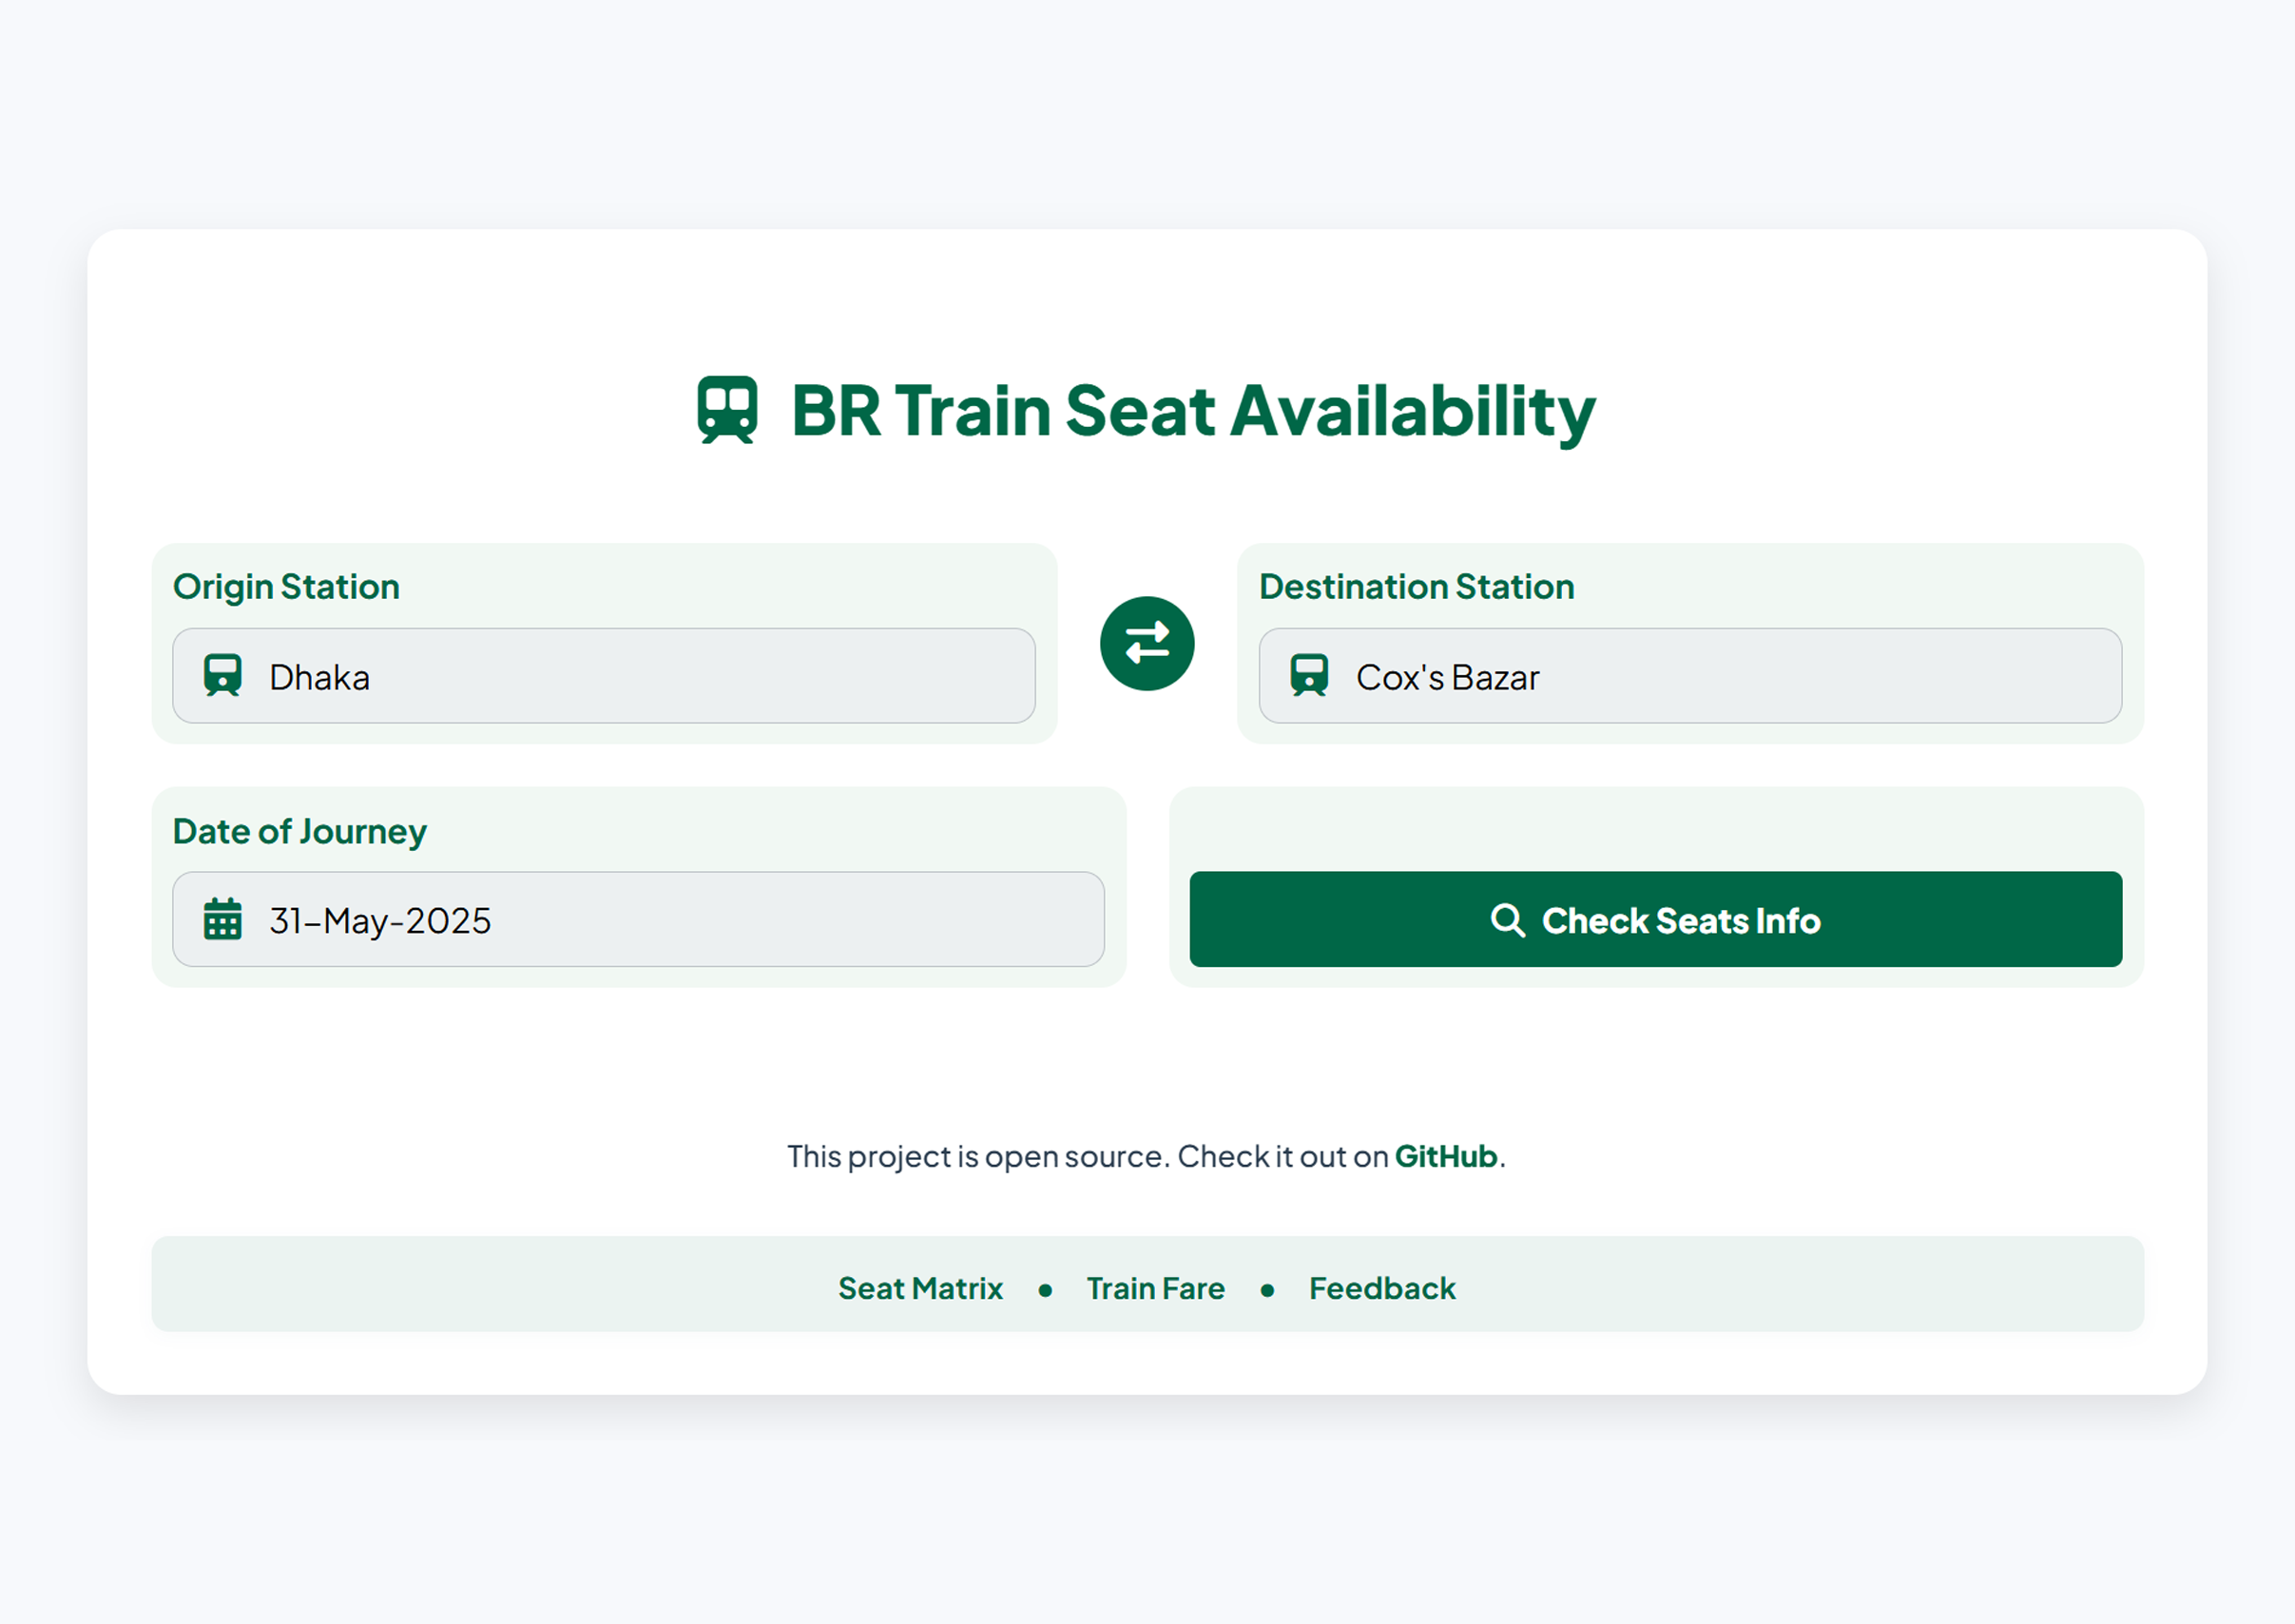 BR Train Seat Availability
Origin Station
Dhaka
Destination Station
Cox's Bazar
Date of Journey
31-May-2025
Check Seats Info
This project is open source. Check it out on GitHub.
Seat Matrix ● Train Fare ● Feedback